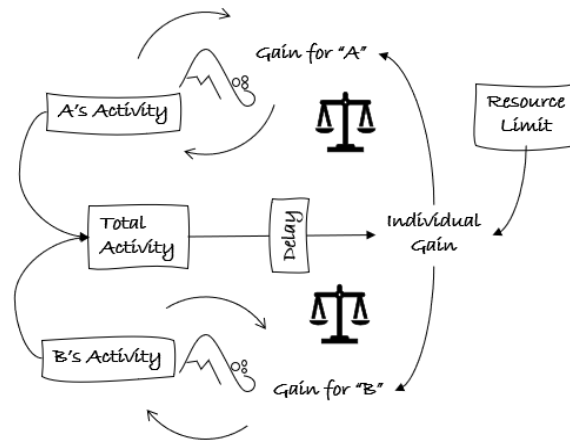 Gain for "A"
A's Activity
Resource
Limit
Total
Activity
Delay
Individual
Gain
B's Activity
Gain for "B"